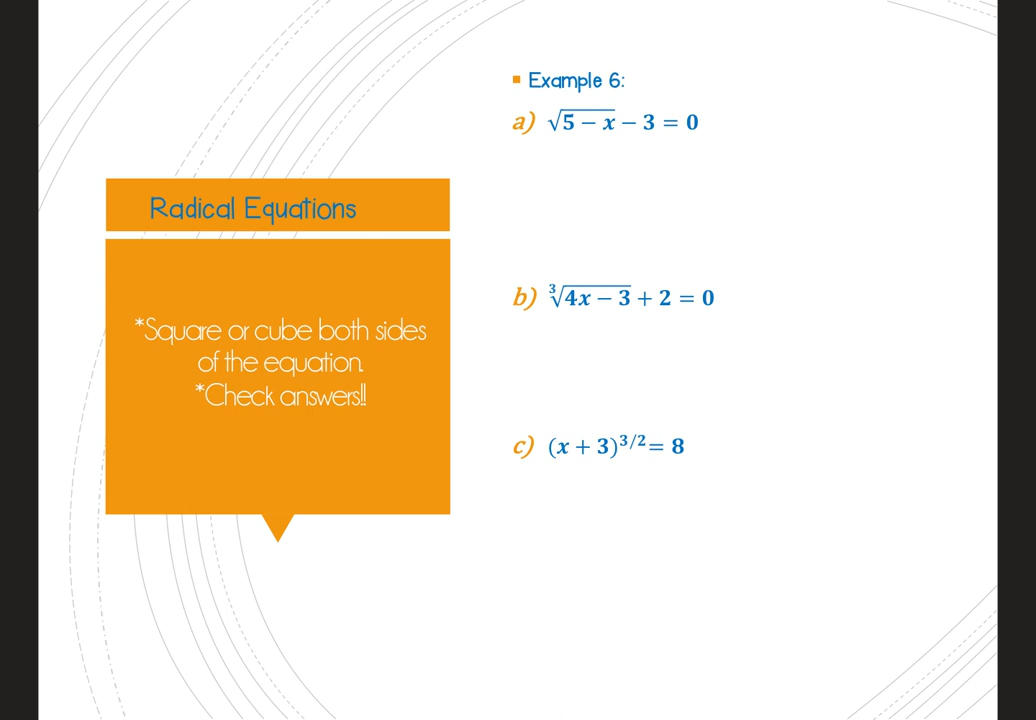 Radical Equations
*Square or cube both sides
of the equation.
*Check answers!!
Example 6:
a) √(5 − x) − 3 = 0
b) ∛(4x − 3) + 2 = 0
c) (x + 3)^3/2 = 8